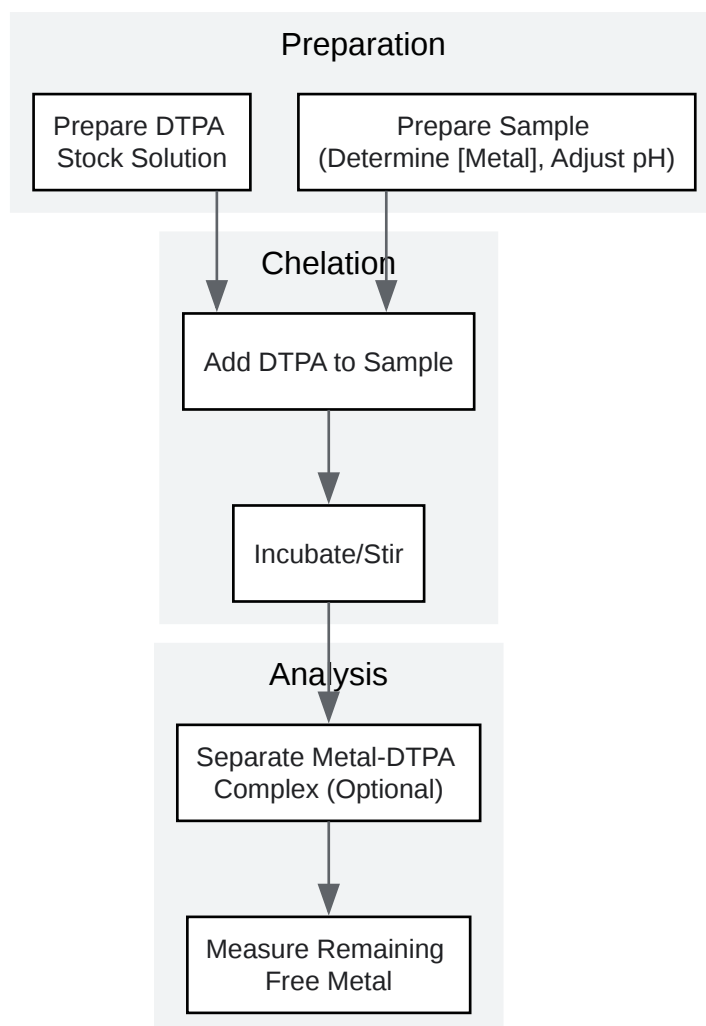 Preparation
Prepare DTPA
Stock Solution
Prepare Sample
(Determine [Metal], Adjust pH)
Chelation
Add DTPA to Sample
Incubate/Stir
Analysis
Separate Metal-DTPA
Complex (Optional)
Measure Remaining
Free Metal